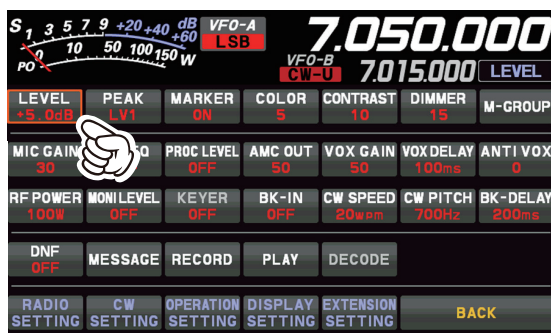 S 1 3 5 7 9 +20 +40 +60 dB
PO 0 10 50 100 150 W
VFO-A
LSB
7.050.000
VFO-B
CW-U
7.015.000
LEVEL
LEVEL PEAK MARKER COLOR CONTRAST DIMMER M-GROUP
+5.0dB LV1 ON 5 10 15
MIC GAIN PROC LEVEL AMC OUT VOX GAIN VOX DELAY ANTI VOX
30 OFF 50 50 100ms 0
RF POWER MONI LEVEL KEYER BK-IN CW SPEED CW PITCH BK-DELAY
100W OFF OFF OFF 20wpm 700Hz 200ms
DNF MESSAGE RECORD PLAY DECODE
OFF
RADIO CW OPERATION DISPLAY EXTENSION BACK
SETTING SETTING SETTING SETTING SETTING